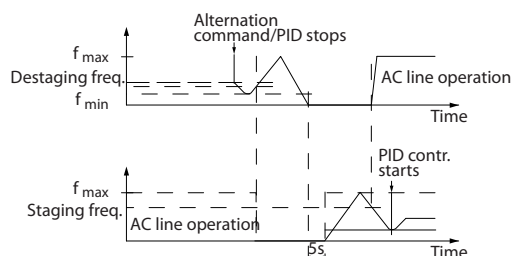 Alternation
command/PID stops
f max
Destaging freq.
f min
AC line operation
Time
PID contr.
starts
f max
Staging freq.
AC line operation
5s
Time